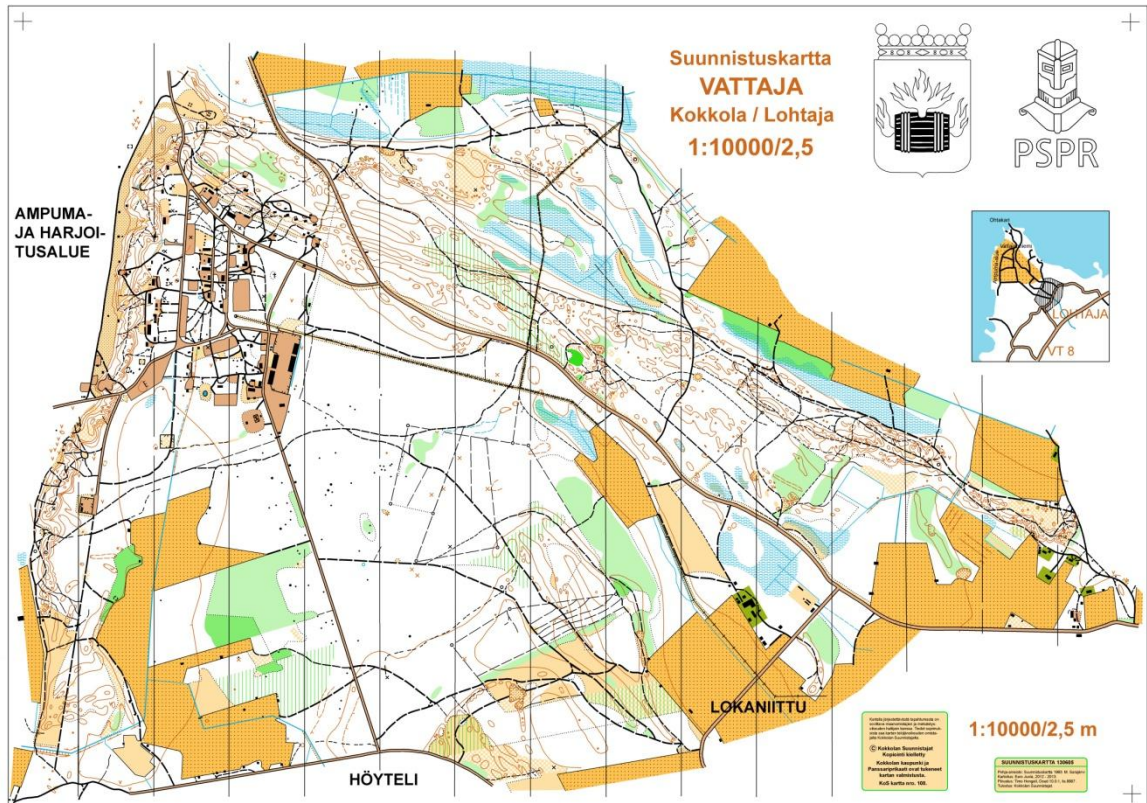 Suunnistuskartta
VATTAJA
Kokkola / Lohtaja
1:10000/2,5
PSPR
AMPUMA-
JA HARJOI-
TUSALUE
Ohtakari
LOHTAJA
VT 8
LOKANIITTU
HÖYTELI
© Kokkolan Suunnistajat
Kopiointi kielletty
Kokkolan kaupunki ja
Panssariprikaati ovat tukeneet
kartan valmistusta.
KoS-kartta nro. 100.
1:10000/2,5 m
SUUNNISTUSKARTTA 130605